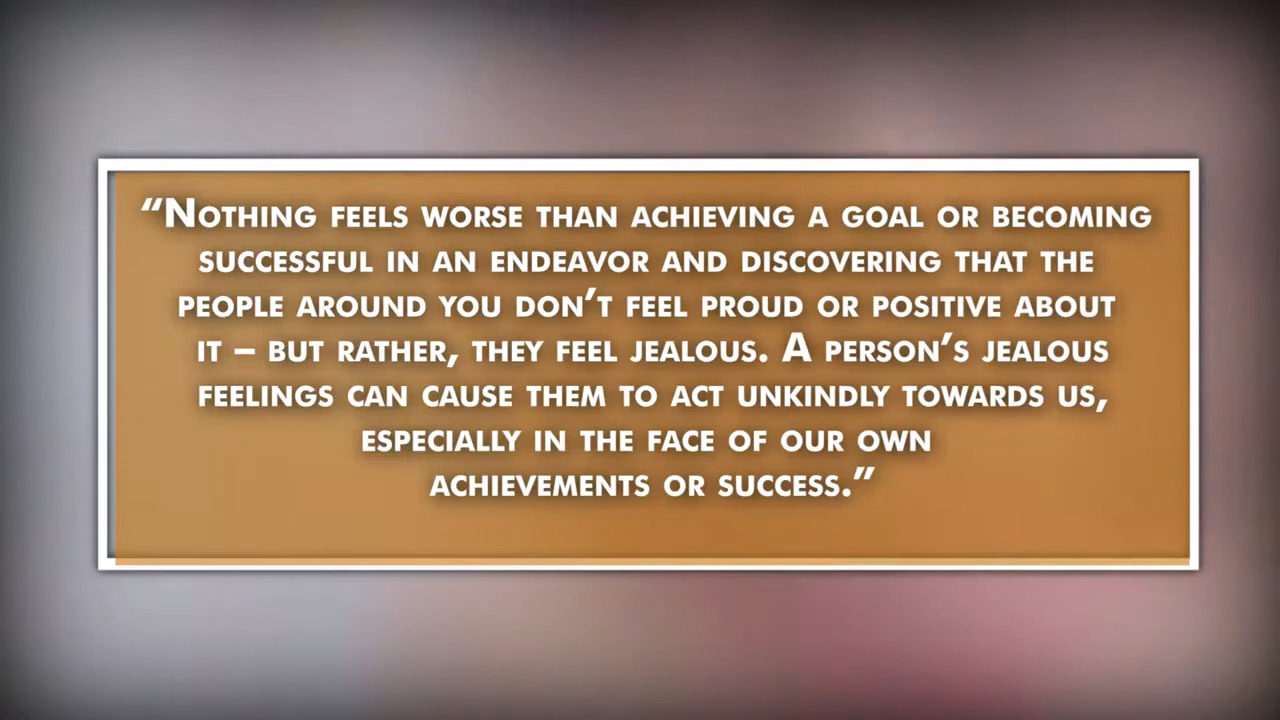 “Nothing feels worse than achieving a goal or becoming
successful in an endeavor and discovering that the
people around you don’t feel proud or positive about
it – but rather, they feel jealous. A person’s jealous
feelings can cause them to act unkindly towards us,
especially in the face of our own
achievements or success.”